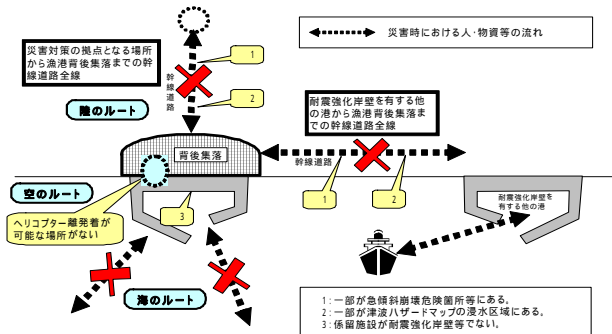 災害時における人・物資等の流れ
災害対策の拠点となる場所
から漁港背後集落までの幹
線道路全線
1
幹線道路
2
陸のルート
耐震強化岸壁を有する他
の港から漁港背後集落ま
での幹線道路全線
背後集落
幹線道路
1
2
空のルート
3
ヘリコプター離発着が
可能な場所がない
耐震強化岸壁を
有する他の港
海のルート
1:一部が急傾斜崩壊危険箇所等にある。
2:一部が津波ハザードマップの浸水区域にある。
3:係留施設が耐震強化岸壁等でない。